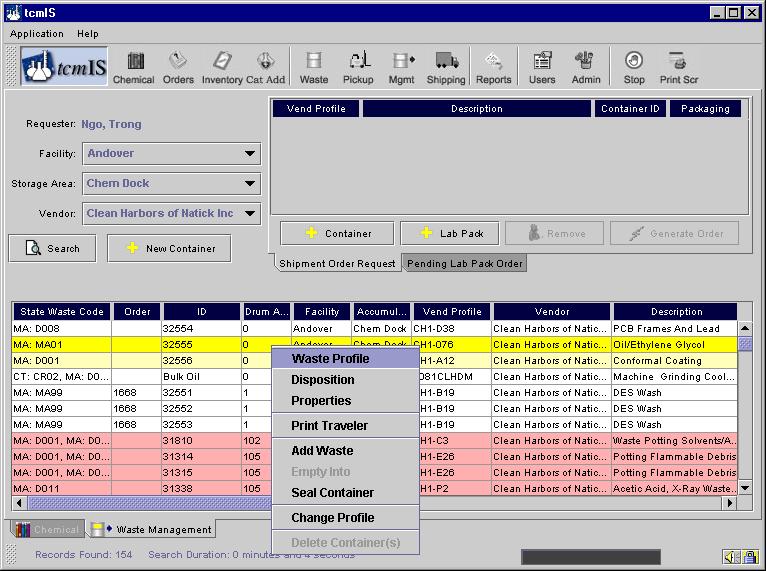 tcmIS
Application Help
tcmIS Chemical Orders Inventory Cat Add Waste Pickup Mgmt Shipping Reports Users Admin Stop Print Scr
Requester: Ngo, Trong
Facility: Andover
Storage Area: Chem Dock
Vendor: Clean Harbors of Natick Inc
Search New Container
Vend Profile Description Container ID Packaging
Container Lab Pack Remove Generate Order
Shipment Order Request Pending Lab Pack Order
State Waste Code Order ID Drum A... Facility Accumul... Vend Profile Vendor Description
MA: D008 32554 0 Andover Chem Dock CH1-D38 Clean Harbors of Natic... PCB Frames And Lead
MA: MA01 32555 0 Andover Chem Dock CH1-076 Clean Harbors of Natic... Oil/Ethylene Glycol
MA: D001 32556 0 CH1-A12 Clean Harbors of Natic... Conformal Coating
CT: CR02, MA: D0... Bulk Oil 0 081CLHDM Clean Harbors of Natic... Machine Grinding Cool...
MA: MA99 1668 32551 1 CH1-B19 Clean Harbors of Natic... DES Wash
MA: MA99 1668 32552 1 CH1-B19 Clean Harbors of Natic... DES Wash
MA: MA99 1668 32553 1 CH1-B19 Clean Harbors of Natic... DES Wash
MA: D001, MA: D0... 31810 102 CH1-C3 Clean Harbors of Natic... Waste Potting Solvents/A...
MA: D001, MA: D0... 31314 105 CH1-E26 Clean Harbors of Natic... Potting Flammable Debris
MA: D001, MA: D0... 31315 105 CH1-E26 Clean Harbors of Natic... Potting Flammable Debris
MA: D011 31338 105 CH1-P2 Clean Harbors of Natic... Acetic Acid, X-Ray Waste...
Waste Profile
Disposition
Properties
Print Traveler
Add Waste
Empty Into
Seal Container
Change Profile
Delete Container(s)
Chemical Waste Management
Records Found: 154 Search Duration: 0 minutes and 4 seconds